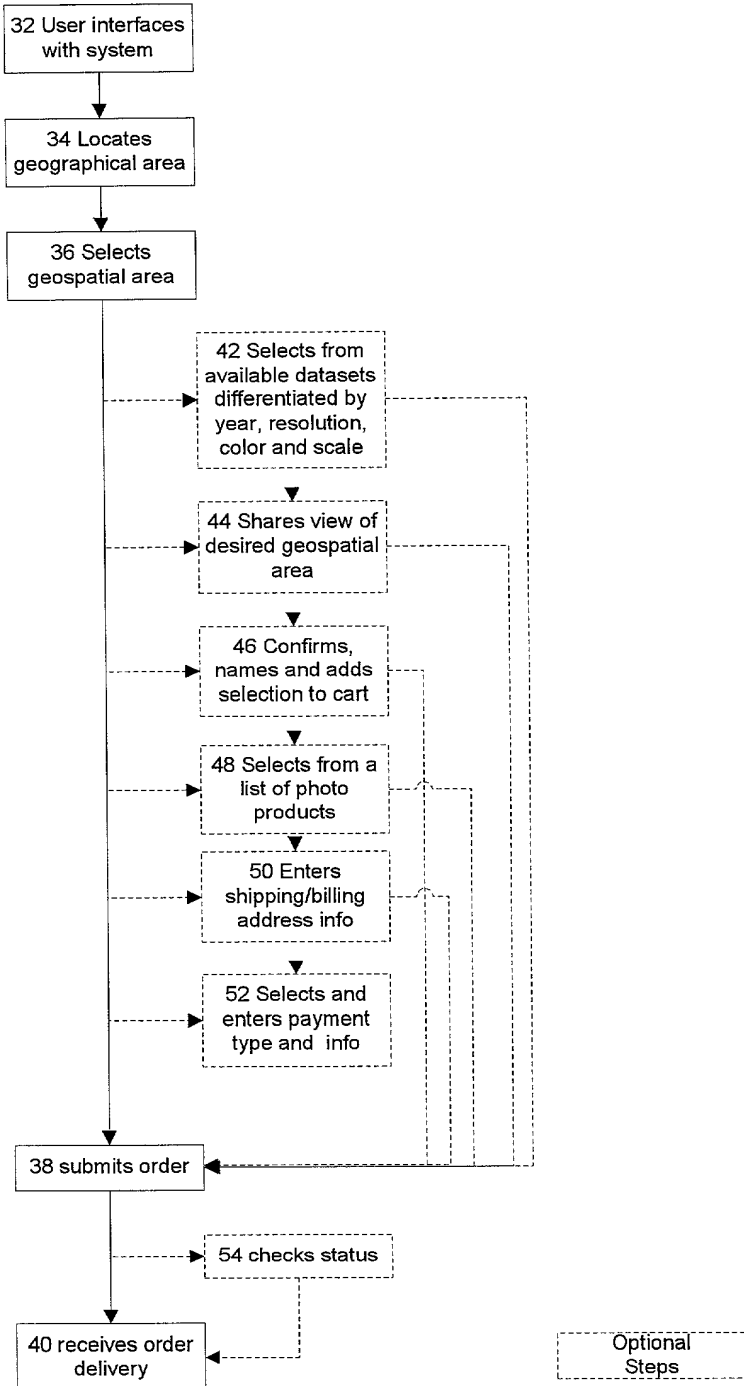 32 User interfaces
with system
34 Locates
geographical area
36 Selects
geospatial area
42 Selects from
available datasets
differentiated by
year, resolution,
color and scale
44 Shares view of
desired geospatial
area
46 Confirms,
names and adds
selection to cart
48 Selects from a
list of photo
products
50 Enters
shipping/billing
address info
52 Selects and
enters payment
type and info
38 submits order
54 checks status
40 receives order
delivery
Optional
Steps